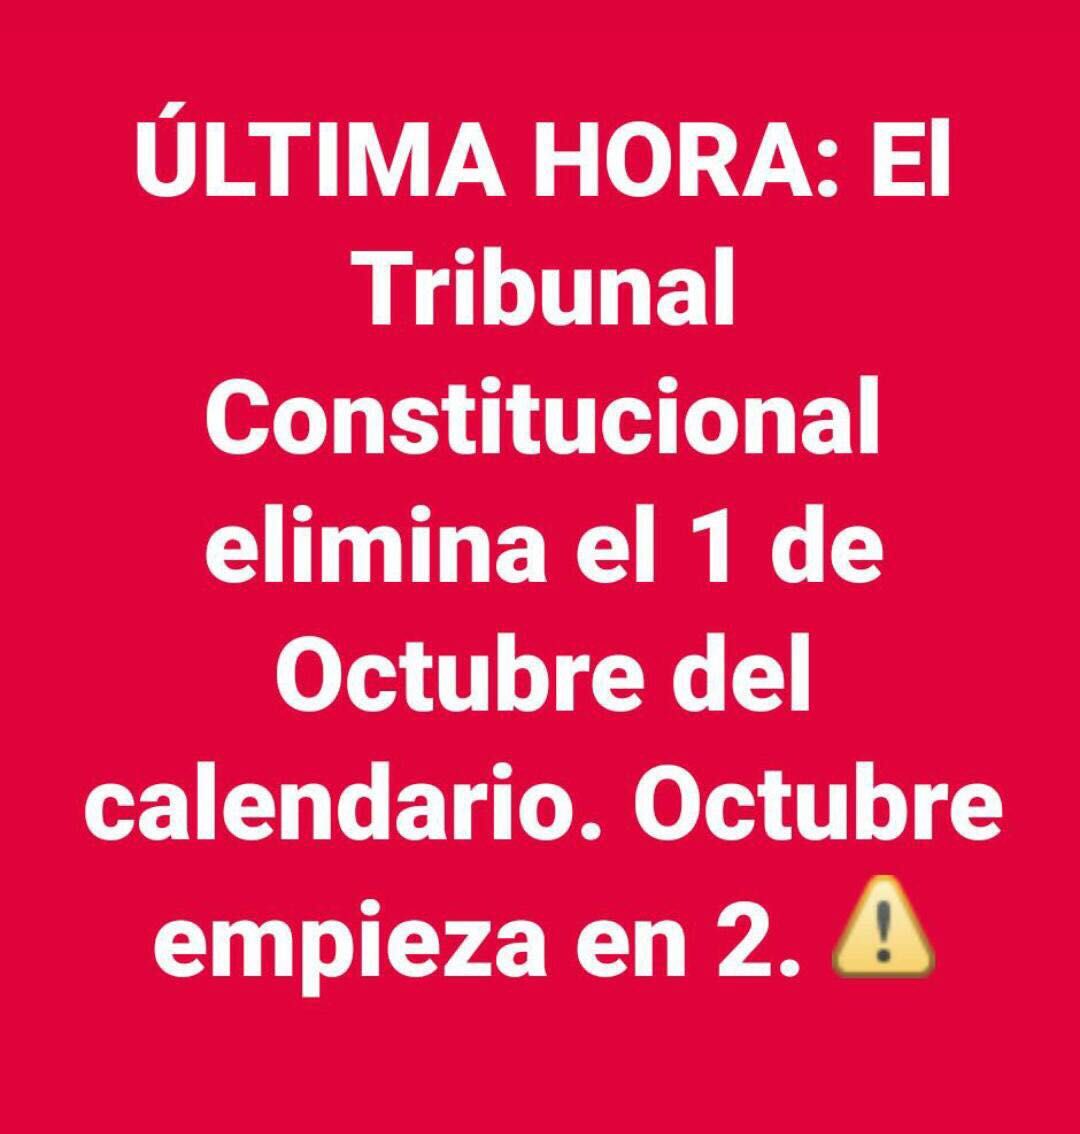 ÚLTIMA HORA: El
Tribunal
Constitucional
elimina el 1 de
Octubre del
calendario. Octubre
empieza en 2. ⚠️